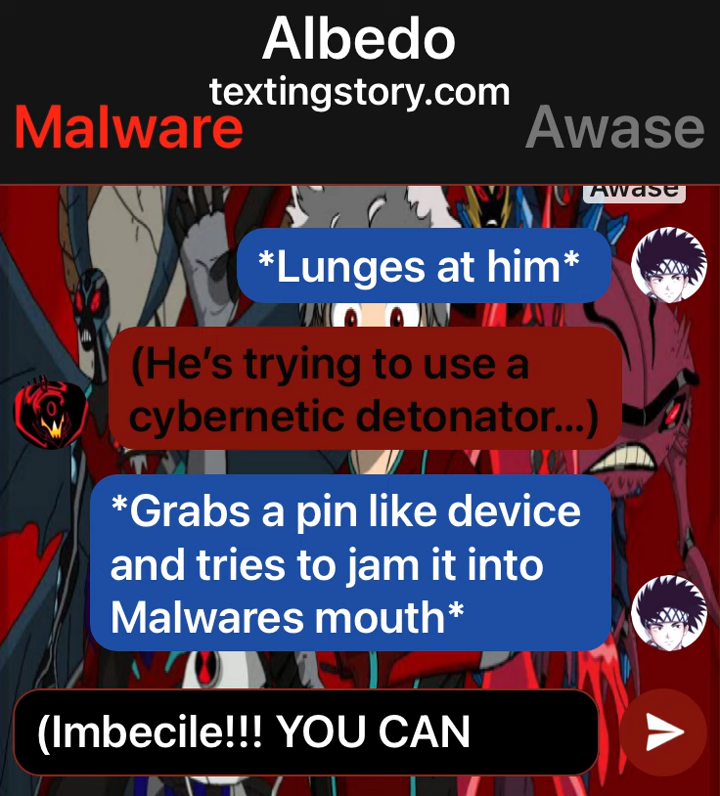 Albedo
textingstory.com
Malware
Awase
Awase
*Lunges at him*
(He's trying to use a
cybernetic detonator...)
*Grabs a pin like device
and tries to jam it into
Malwares mouth*
(Imbecile!!! YOU CAN